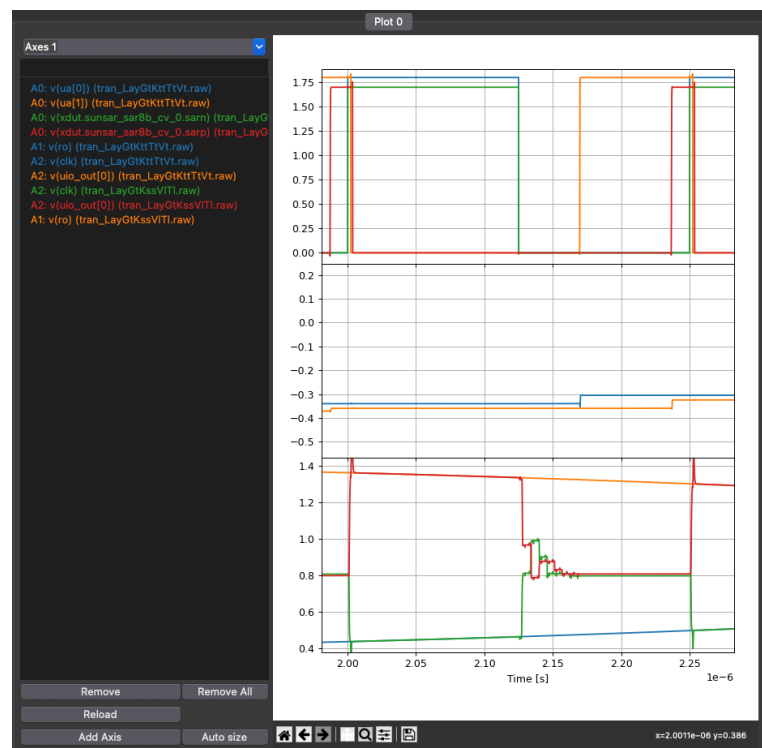 Plot 0
Axes 1
A0: v(ua[0]) (tran_LayGtKttTtVt.raw)
A0: v(ua[1]) (tran_LayGtKttTtVt.raw)
A0: v(xdut.sunsar_sar8b_cv_0.sarn) (tran_LayG
A0: v(xdut.sunsar_sar8b_cv_0.sarp) (tran_LayG
A1: v(ro) (tran_LayGtKttTtVt.raw)
A2: v(clk) (tran_LayGtKttTtVt.raw)
A2: v(uio_out[0]) (tran_LayGtKttTtVt.raw)
A2: v(clk) (tran_LayGtKssVlTl.raw)
A2: v(uio_out[0]) (tran_LayGtKssVlTl.raw)
A1: v(ro) (tran_LayGtKssVlTl.raw)
Remove
Remove All
Reload
Add Axis
Auto size
1.75
1.50
1.25
1.00
0.75
0.50
0.25
0.00
0.2
0.1
0.0
−0.1
−0.2
−0.3
−0.4
−0.5
1.4
1.2
1.0
0.8
0.6
0.4
2.00 2.05 2.10 2.15 2.20 2.25
Time [s]
1e−6
x=2.0011e-06 y=0.386